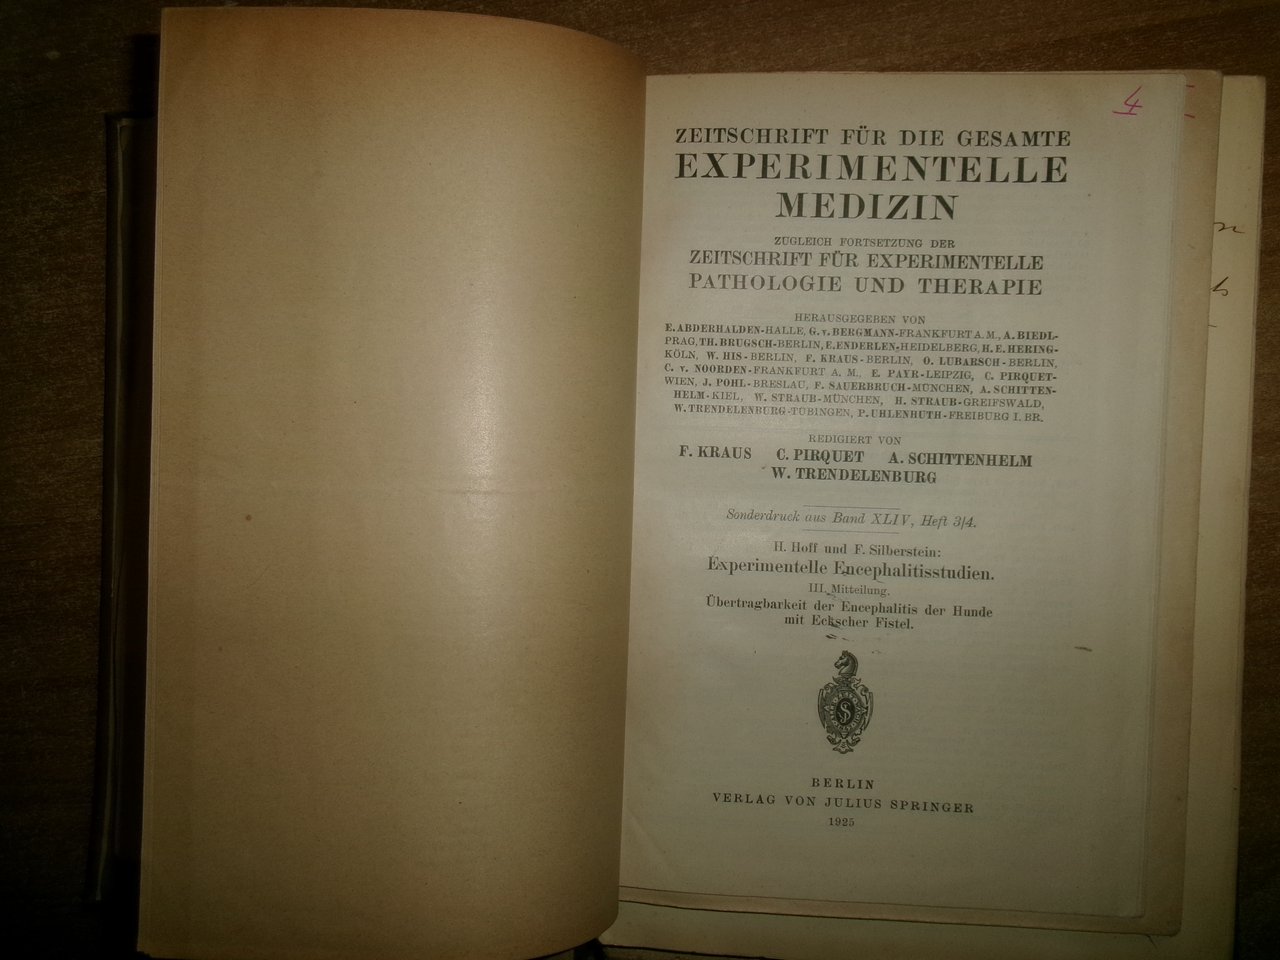 4
ZEITSCHRIFT FÜR DIE GESAMTE
EXPERIMENTELLE
MEDIZIN
ZUGLEICH FORTSETZUNG DER
ZEITSCHRIFT FÜR EXPERIMENTELLE
PATHOLOGIE UND THERAPIE
HERAUSGEGEBEN VON
E. ABDERHALDEN-HALLE, G. v. BERGMANN-FRANKFURT A. M., A. BIEDL-
PRAG, TH. BRUGSCH-BERLIN, E. ENDERLEN-HEIDELBERG, H. E. HERING-
KÖLN, W. HIS-BERLIN, F. KRAUS-BERLIN, O. LUBARSCH-BERLIN,
C. v. NOORDEN-FRANKFURT A. M., E. PAYR-LEIPZIG, C. PIRQUET-
WIEN, J. POHL-BRESLAU, F. SAUERBRUCH-MÜNCHEN, A. SCHITTEN-
HELM-KIEL, W. STRAUB-MÜNCHEN, H. STRAUB-GREIFSWALD,
W. TRENDELENBURG-TÜBINGEN, P. UHLENHUTH-FREIBURG I. BR.
REDIGIERT VON
F. KRAUS C. PIRQUET A. SCHITTENHELM
W. TRENDELENBURG
Sonderdruck aus Band XLIV, Heft 3/4.
H. Hoff und F. Silberstein:
Experimentelle Encephalitisstudien.
III. Mitteilung.
Übertragbarkeit der Encephalitis der Hunde
mit Eckscher Fistel.
BERLIN
VERLAG VON JULIUS SPRINGER
1925